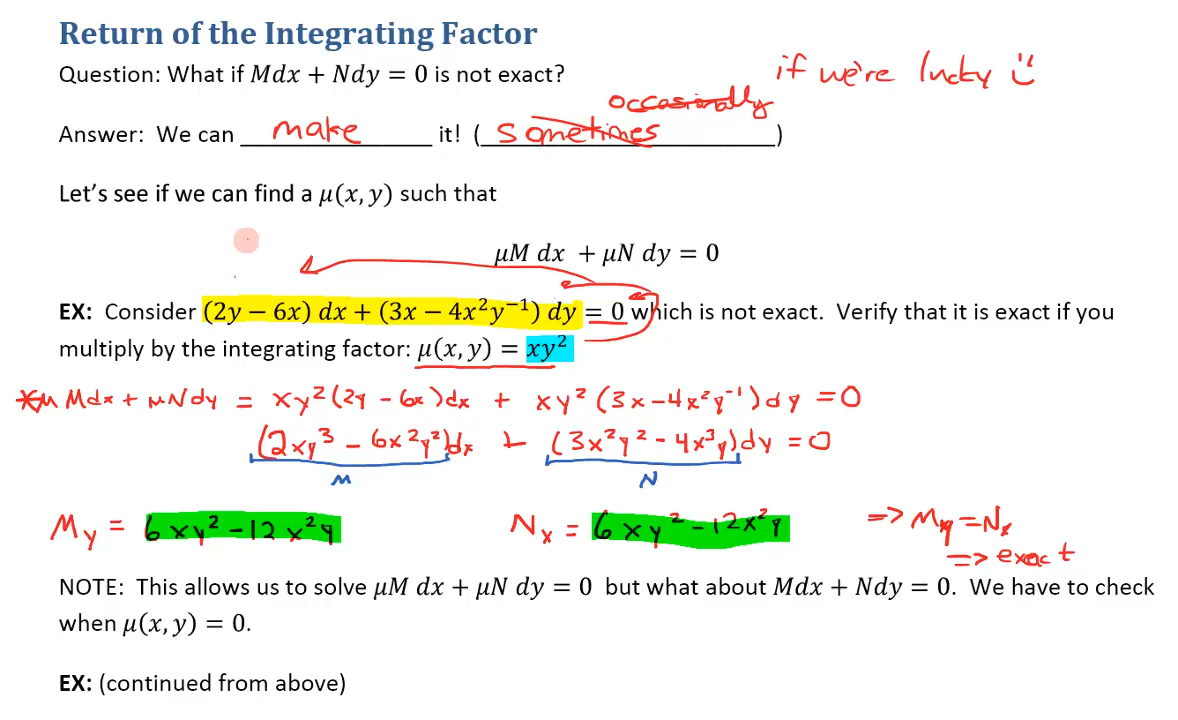 Return of the Integrating Factor
Question: What if Mdx + Ndy = 0 is not exact?
if we're lucky
occasionally
Answer: We can make it! (sometimes)
Let's see if we can find a μ(x, y) such that
μM dx + μN dy = 0
EX: Consider (2y − 6x) dx + (3x − 4x²y⁻¹) dy = 0 which is not exact. Verify that it is exact if you
multiply by the integrating factor: μ(x, y) = xy²
*μ Mdx + μNdy = xy²(2y − 6x)dx + xy²(3x − 4x²y⁻¹)dy = 0
(2xy³ − 6x²y²)dx + (3x²y² − 4x³y)dy = 0
M N
My = 6xy² − 12x²y Nx = 6xy² − 12x²y => My = Nx
=> exact
NOTE: This allows us to solve μM dx + μN dy = 0 but what about Mdx + Ndy = 0. We have to check
when μ(x, y) = 0.
EX: (continued from above)